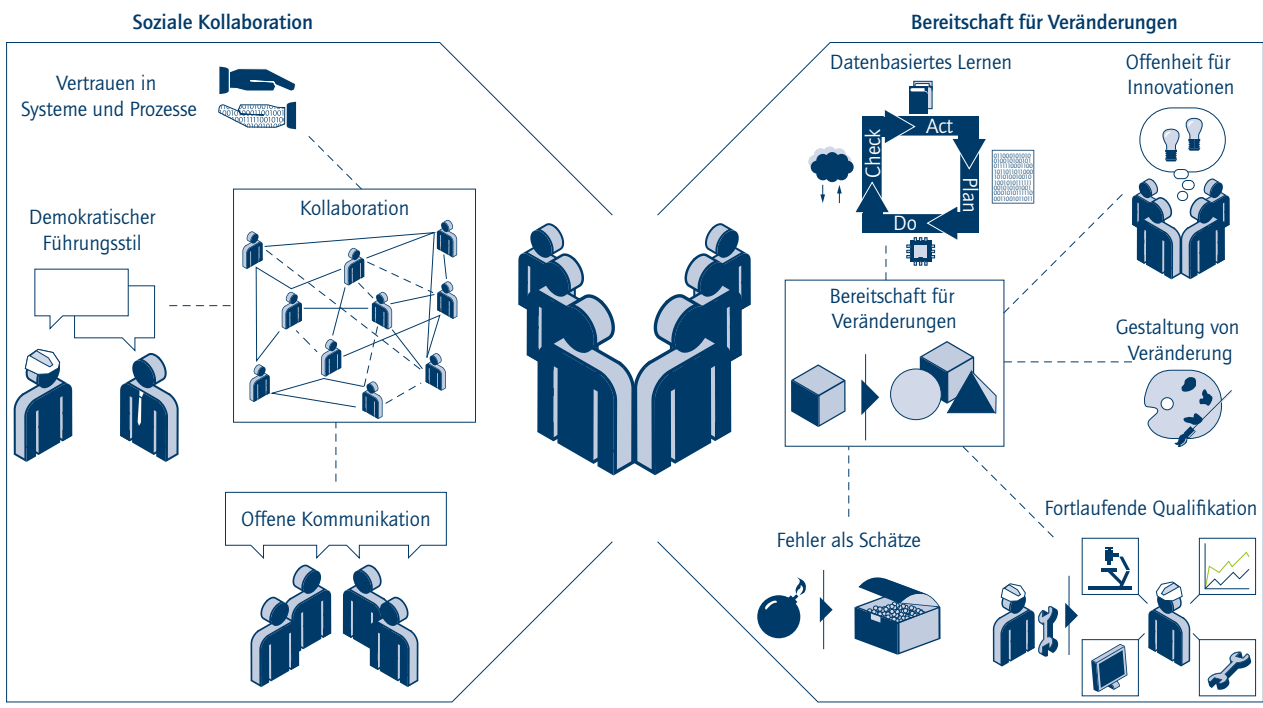 Soziale Kollaboration
Vertrauen in
Systeme und Prozesse
Demokratischer
Führungsstil
Kollaboration
Offene Kommunikation
Bereitschaft für Veränderungen
Datenbasiertes Lernen
Act
Plan
Do
Check
Offenheit für
Innovationen
Bereitschaft für
Veränderungen
Gestaltung von
Veränderung
Fehler als Schätze
Fortlaufende Qualifikation